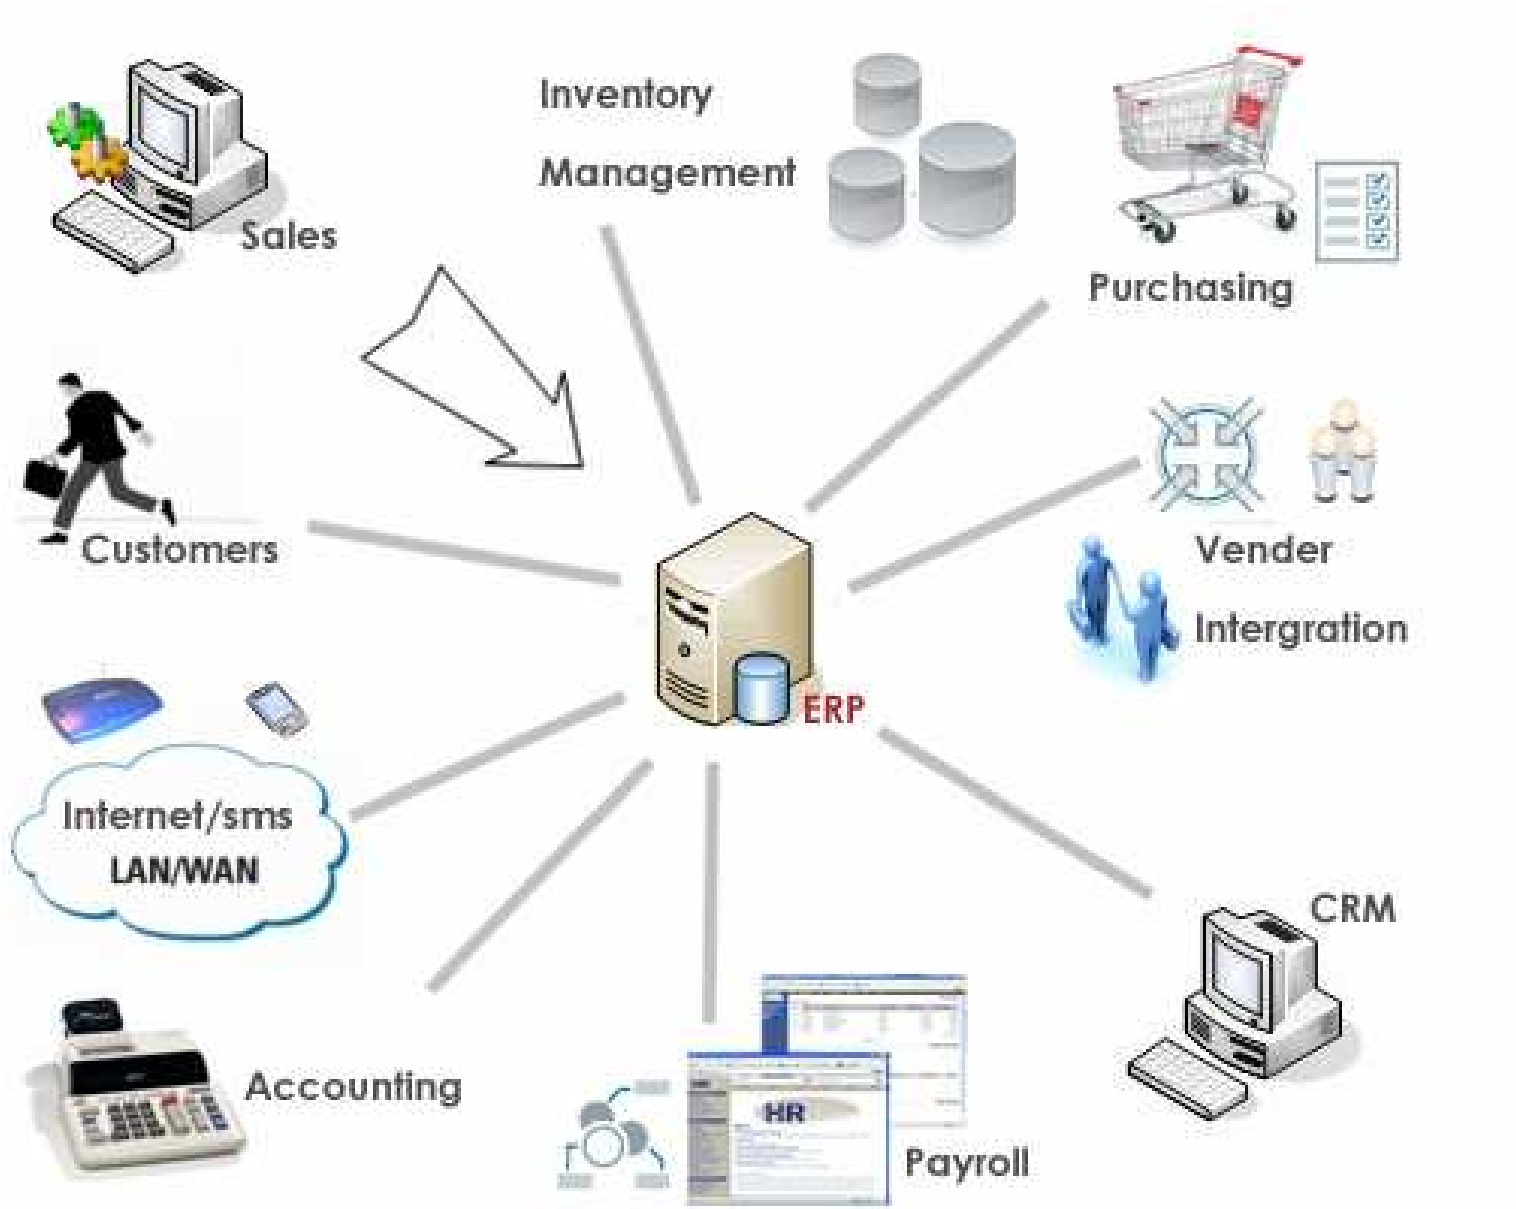 Sales
Inventory
Management
Purchasing
Customers
Vender
Intergration
ERP
Internet/sms
LAN/WAN
CRM
Accounting
HR
Payroll